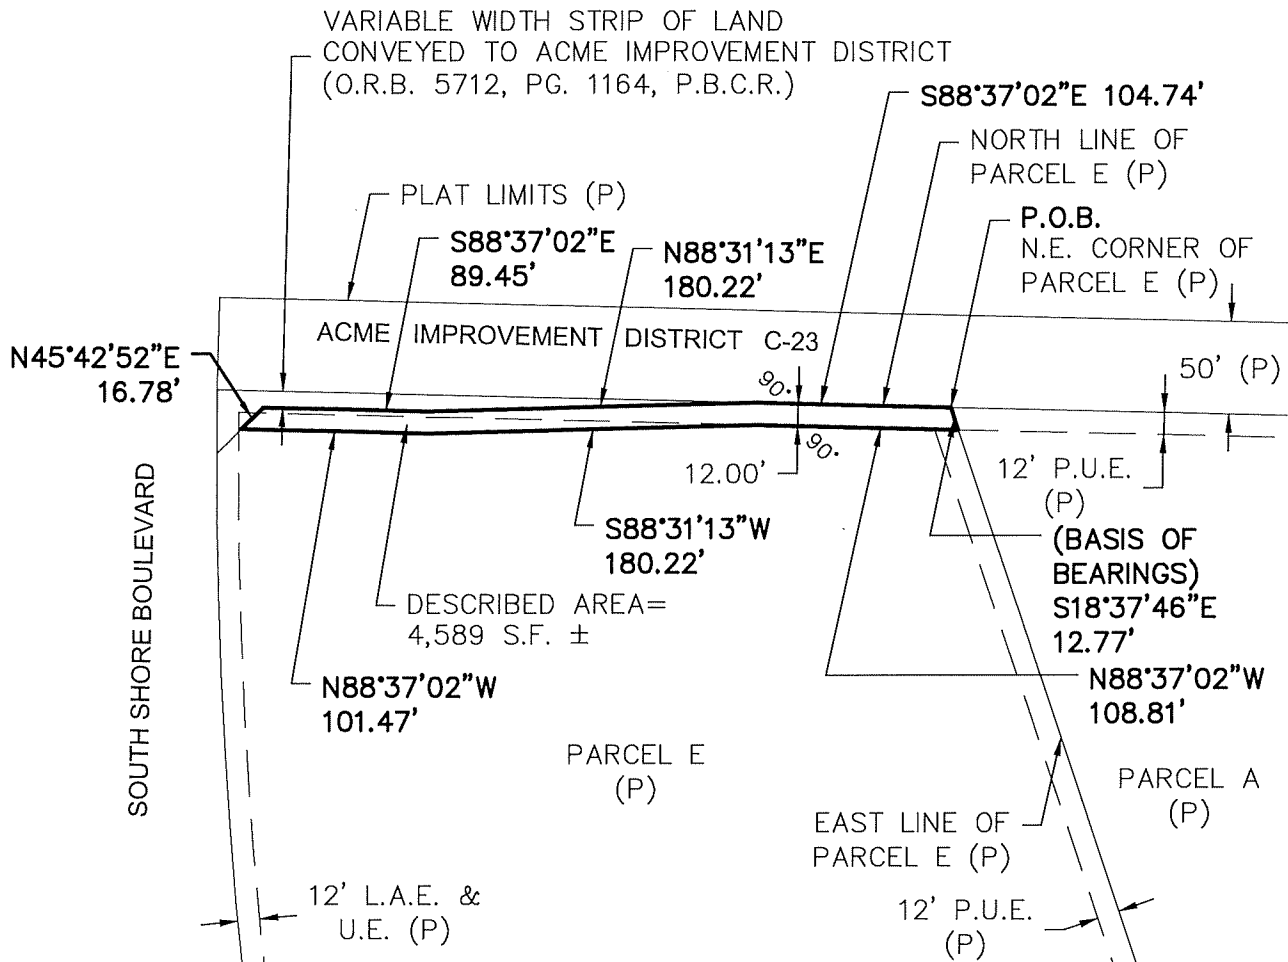 VARIABLE WIDTH STRIP OF LAND
CONVEYED TO ACME IMPROVEMENT DISTRICT
(O.R.B. 5712, PG. 1164, P.B.C.R.)
S88°37'02"E 104.74'
NORTH LINE OF
PARCEL E (P)
PLAT LIMITS (P)
P.O.B.
N.E. CORNER OF
PARCEL E (P)
S88°37'02"E
89.45'
N88°31'13"E
180.22'
ACME IMPROVEMENT DISTRICT C-23
N45°42'52"E
16.78'
50' (P)
90°
90°
12.00'
12' P.U.E.
(P)
S88°31'13"W
180.22'
(BASIS OF
BEARINGS)
S18°37'46"E
12.77'
DESCRIBED AREA=
4,589 S.F. ±
N88°37'02"W
101.47'
N88°37'02"W
108.81'
SOUTH SHORE BOULEVARD
PARCEL E
(P)
PARCEL A
(P)
EAST LINE OF
PARCEL E (P)
12' L.A.E. &
U.E. (P)
12' P.U.E.
(P)